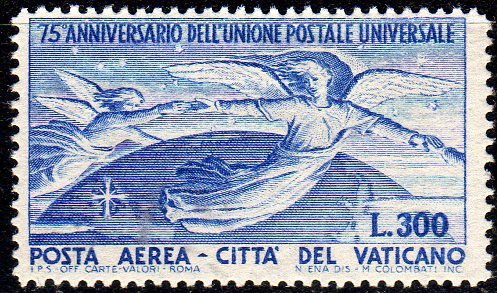 75° ANNIVERSARIO DELL'UNIONE POSTALE UNIVERSALE
L.300
POSTA AEREA - CITTA' DEL VATICANO
I.P.S. - OFF. CARTE-VALORI - ROMA N. ENA DIS - M. COLOMBATI INC.